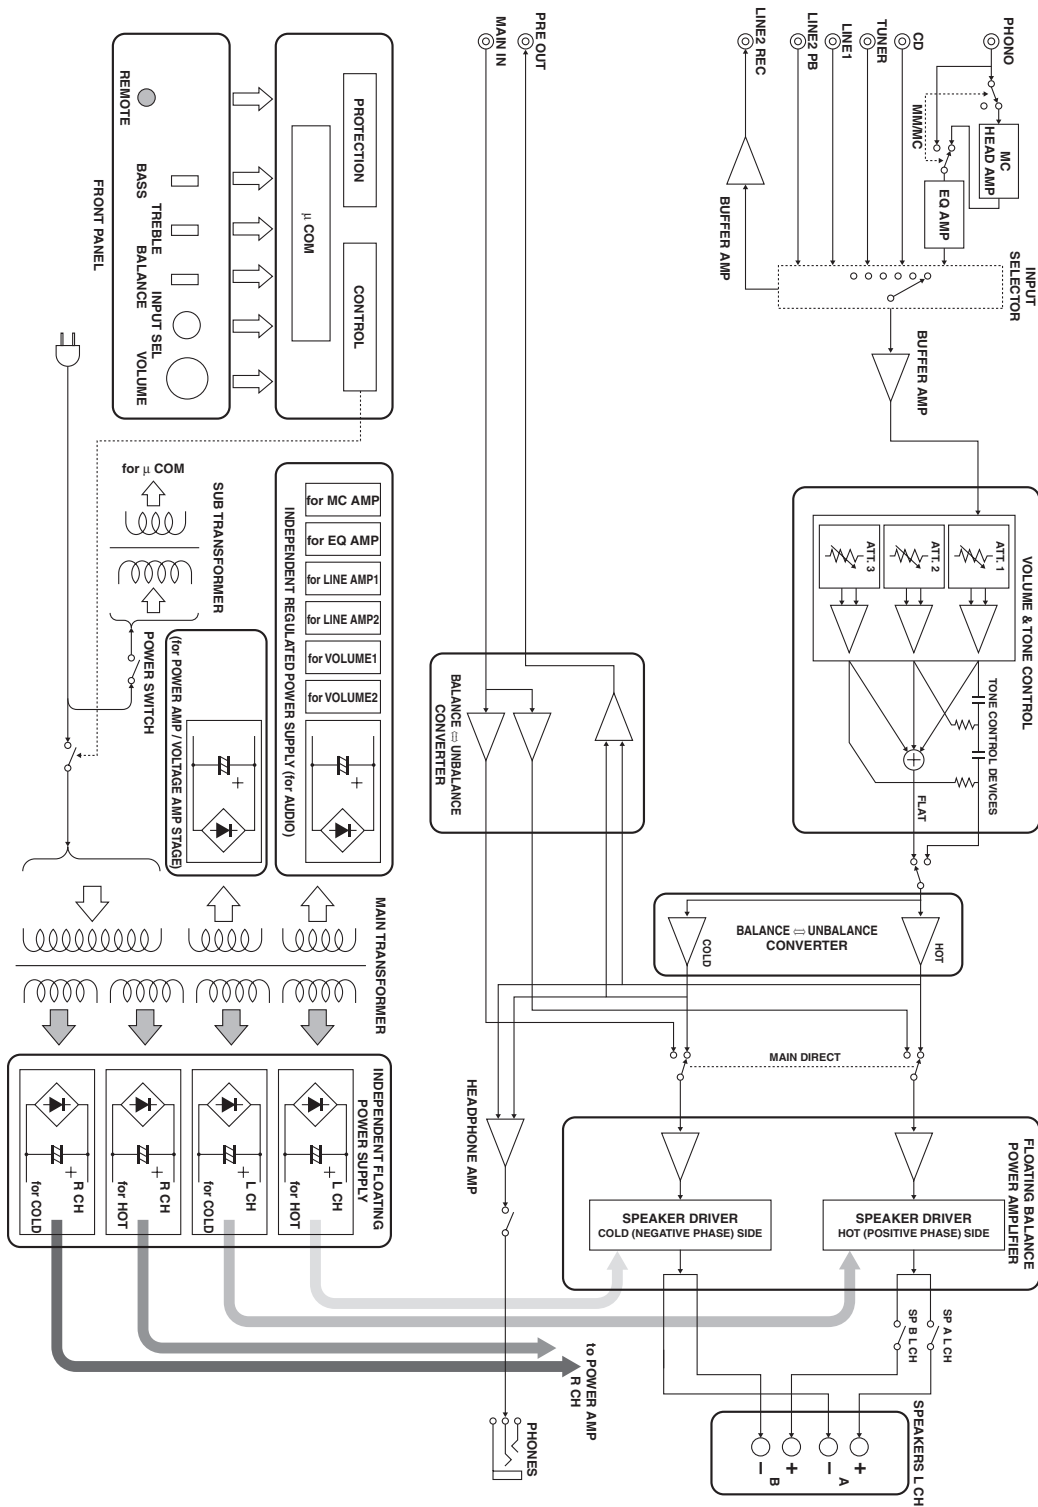 PHONO
CD
TUNER
LINE1
LINE2 PB
LINE2 REC
PRE OUT
MAIN IN
MM/MC
MC
HEAD AMP
EQ AMP
INPUT
SELECTOR
BUFFER AMP
BUFFER AMP
VOLUME & TONE CONTROL
ATT. 1
ATT. 2
ATT. 3
TONE CONTROL DEVICES
+
FLAT
BALANCE ⇔ UNBALANCE
CONVERTER
HOT
COLD
BALANCE ⇔ UNBALANCE
CONVERTER
MAIN DIRECT
FLOATING BALANCE
POWER AMPLIFIER
SPEAKER DRIVER
HOT (POSITIVE PHASE) SIDE
SPEAKER DRIVER
COLD (NEGATIVE PHASE) SIDE
SP A L CH
SP B L CH
SPEAKERS L CH
+
–
A
+
–
B
HEADPHONE AMP
PHONES
to POWER AMP
R CH
PROTECTION
CONTROL
μ COM
REMOTE
BASS
TREBLE
BALANCE
INPUT SEL
VOLUME
FRONT PANEL
for μ COM
SUB TRANSFORMER
POWER SWITCH
for MC AMP
for EQ AMP
for LINE AMP1
for LINE AMP2
for VOLUME1
for VOLUME2
+
INDEPENDENT REGULATED POWER SUPPLY (for AUDIO)
(for POWER AMP / VOLTAGE AMP STAGE)
+
MAIN TRANSFORMER
INDEPENDENT FLOATING
POWER SUPPLY
+
L CH
for HOT
+
L CH
for COLD
+
R CH
for HOT
+
R CH
for COLD